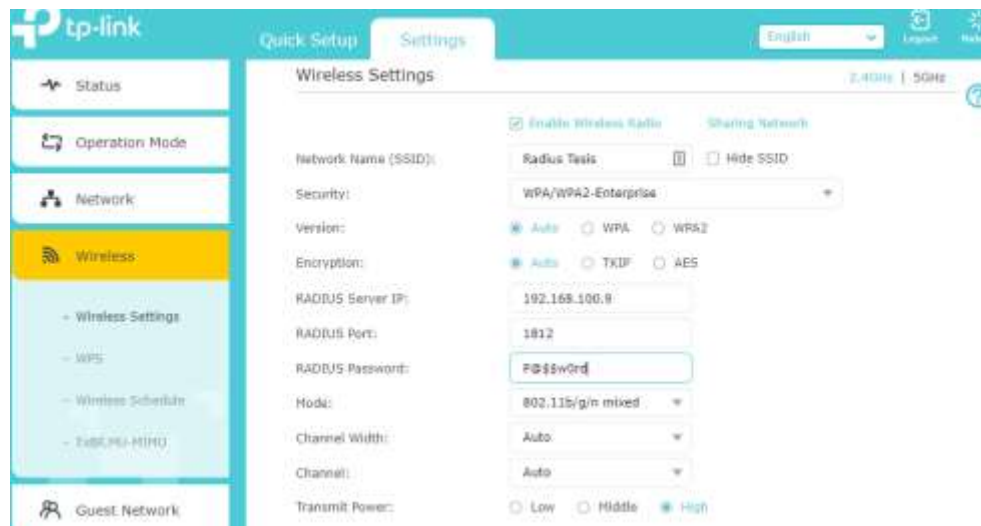 tp-link
Quick Setup Settings English Logout
Status
Operation Mode
Network
Wireless
- Wireless Settings
- WPS
- Wireless Schedule
Guest Network
Wireless Settings 2.4GHz | 5GHz
Enable Wireless Radio Sharing Network
Network Name (SSID): Radius Tesis Hide SSID
Security: WPA/WPA2-Enterprise
Version: Auto WPA WPA2
Encryption: Auto TKIP AES
RADIUS Server IP: 192.168.100.9
RADIUS Port: 1812
RADIUS Password: P@$$w0rd
Mode: 802.11b/g/n mixed
Channel Width: Auto
Channel: Auto
Transmit Power: Low Middle High